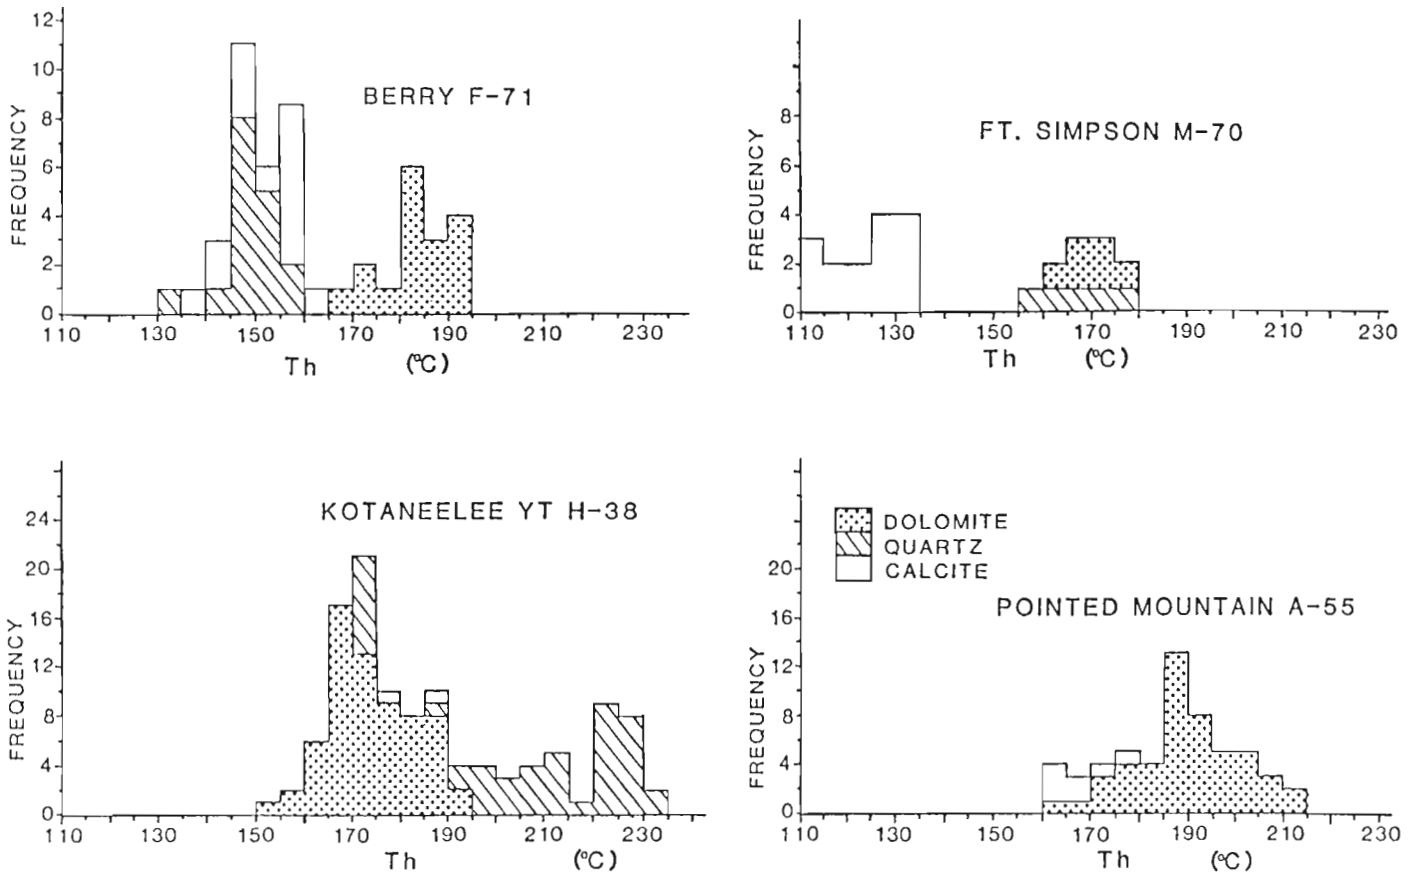 BERRY F-71
FREQUENCY
12
10
8
6
4
2
0
110 130 150 170 190 210 230
Th (°C)
FT. SIMPSON M-70
FREQUENCY
8
6
4
2
0
110 150 170 190 210 230
Th (°C)
KOTANEELEE YT H-38
FREQUENCY
24
20
16
12
8
4
0
110 130 150 170 190 210 230
Th (°C)
DOLOMITE
QUARTZ
CALCITE
POINTED MOUNTAIN A-55
FREQUENCY
20
12
8
4
0
110 130 150 170 190 210 230
Th (°C)